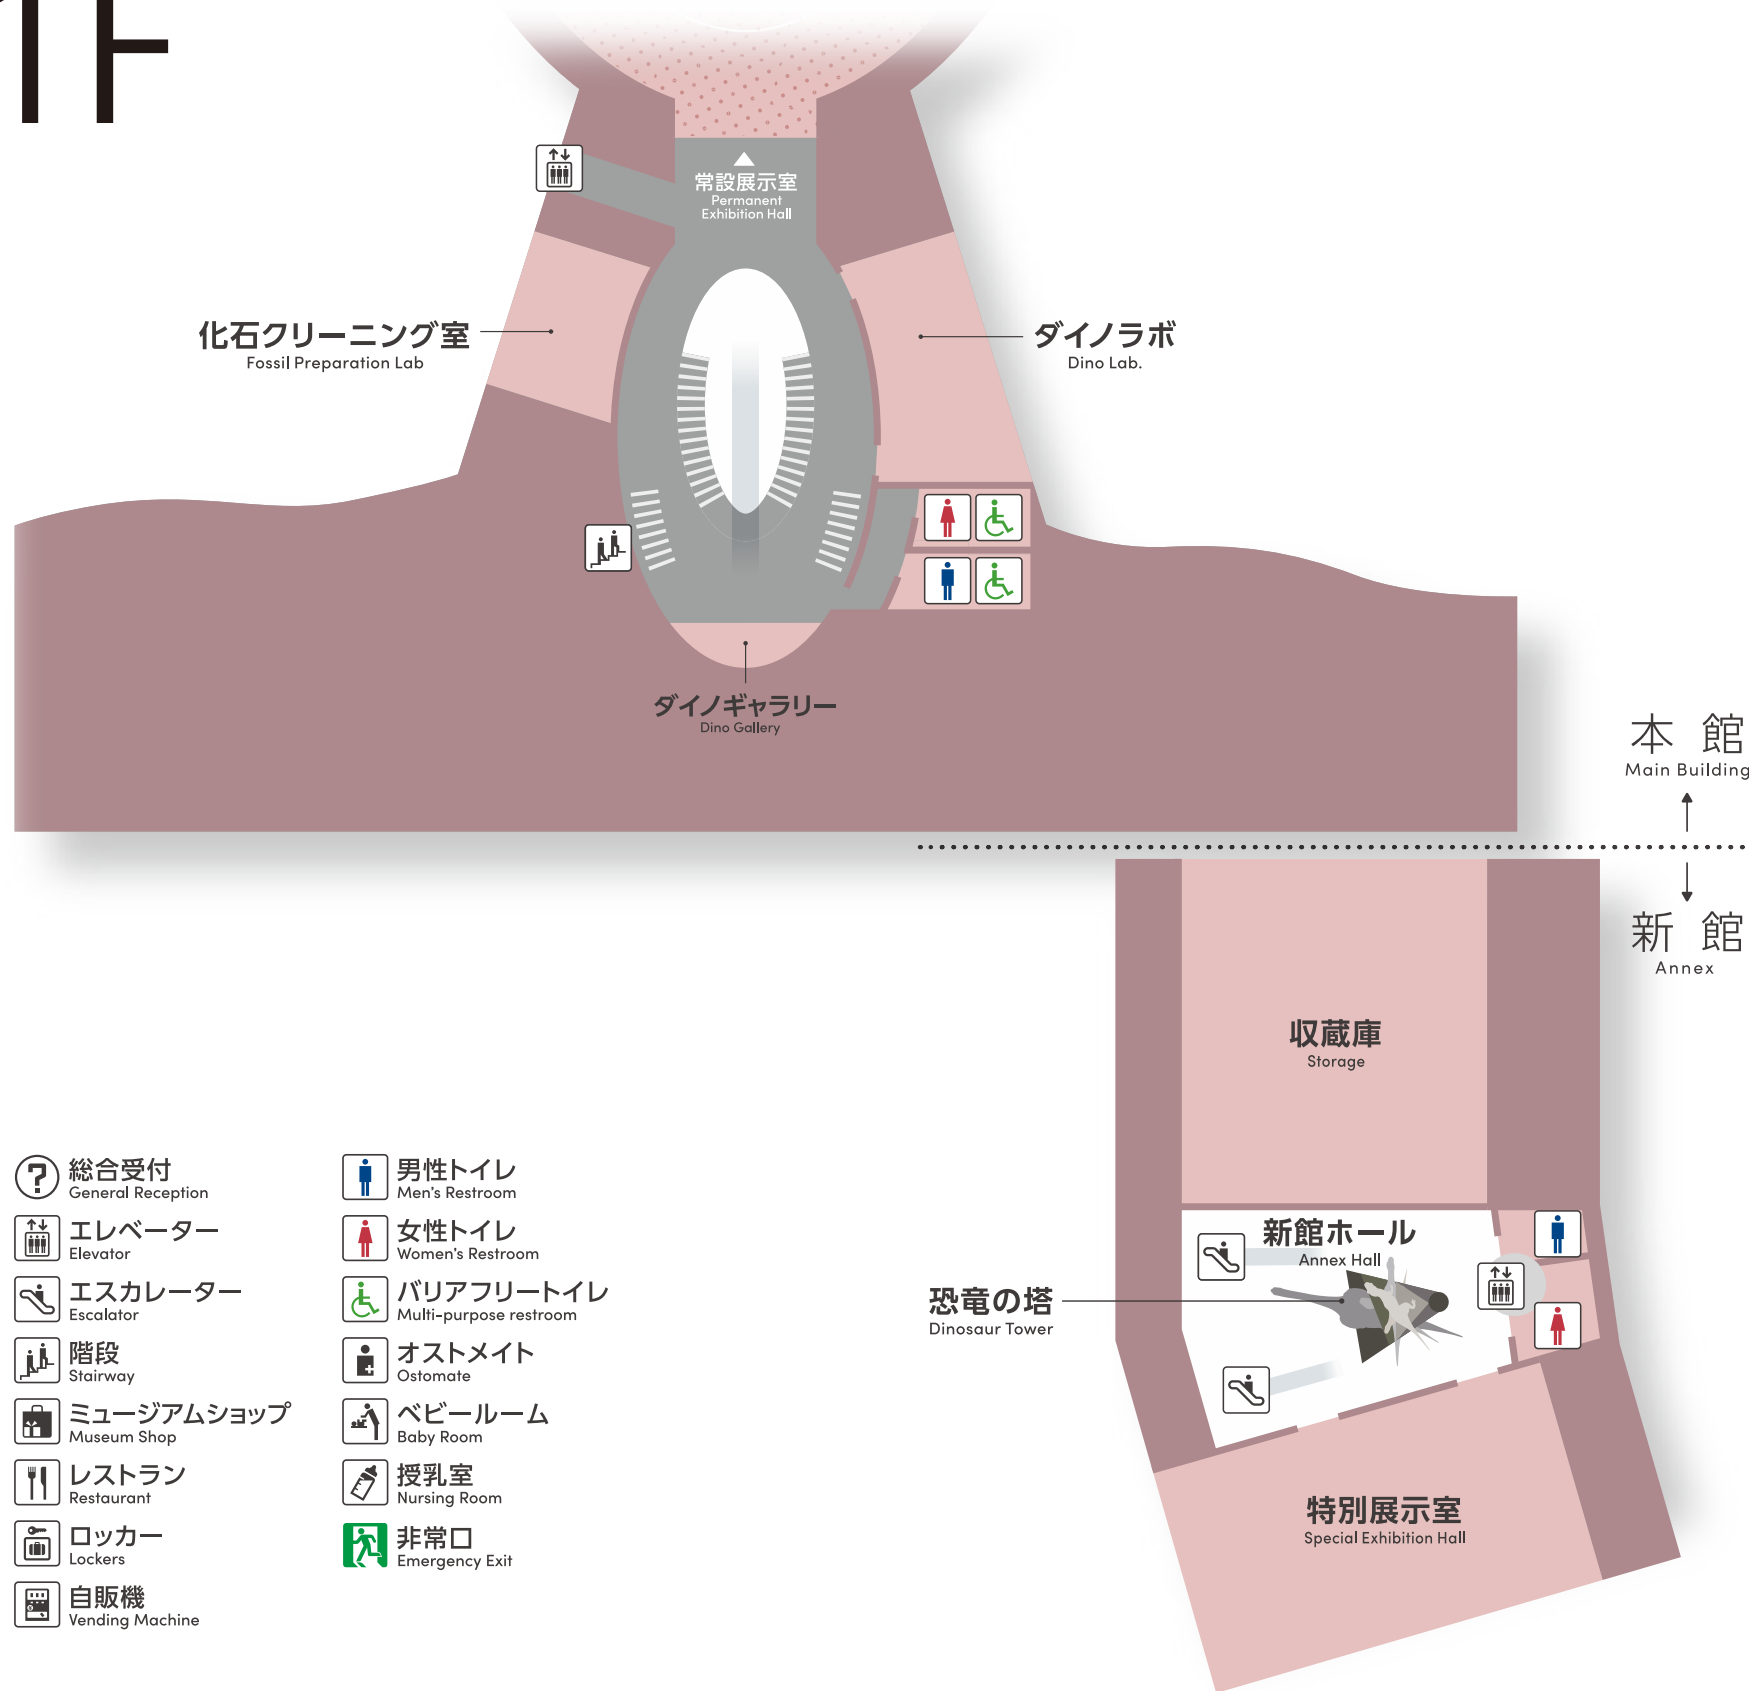 1F
常設展示室
Permanent
Exhibition Hall
化石クリーニング室
Fossil Preparation Lab
ダイノラボ
Dino Lab.
ダイノギャラリー
Dino Gallery
本館
Main Building
新館
Annex
収蔵庫
Storage
新館ホール
Annex Hall
恐竜の塔
Dinosaur Tower
特別展示室
Special Exhibition Hall
?
総合受付
General Reception
エレベーター
Elevator
エスカレーター
Escalator
階段
Stairway
ミュージアムショップ
Museum Shop
レストラン
Restaurant
ロッカー
Lockers
自販機
Vending Machine
男性トイレ
Men's Restroom
女性トイレ
Women's Restroom
バリアフリートイレ
Multi-purpose restroom
オストメイト
Ostomate
ベビールーム
Baby Room
授乳室
Nursing Room
非常口
Emergency Exit